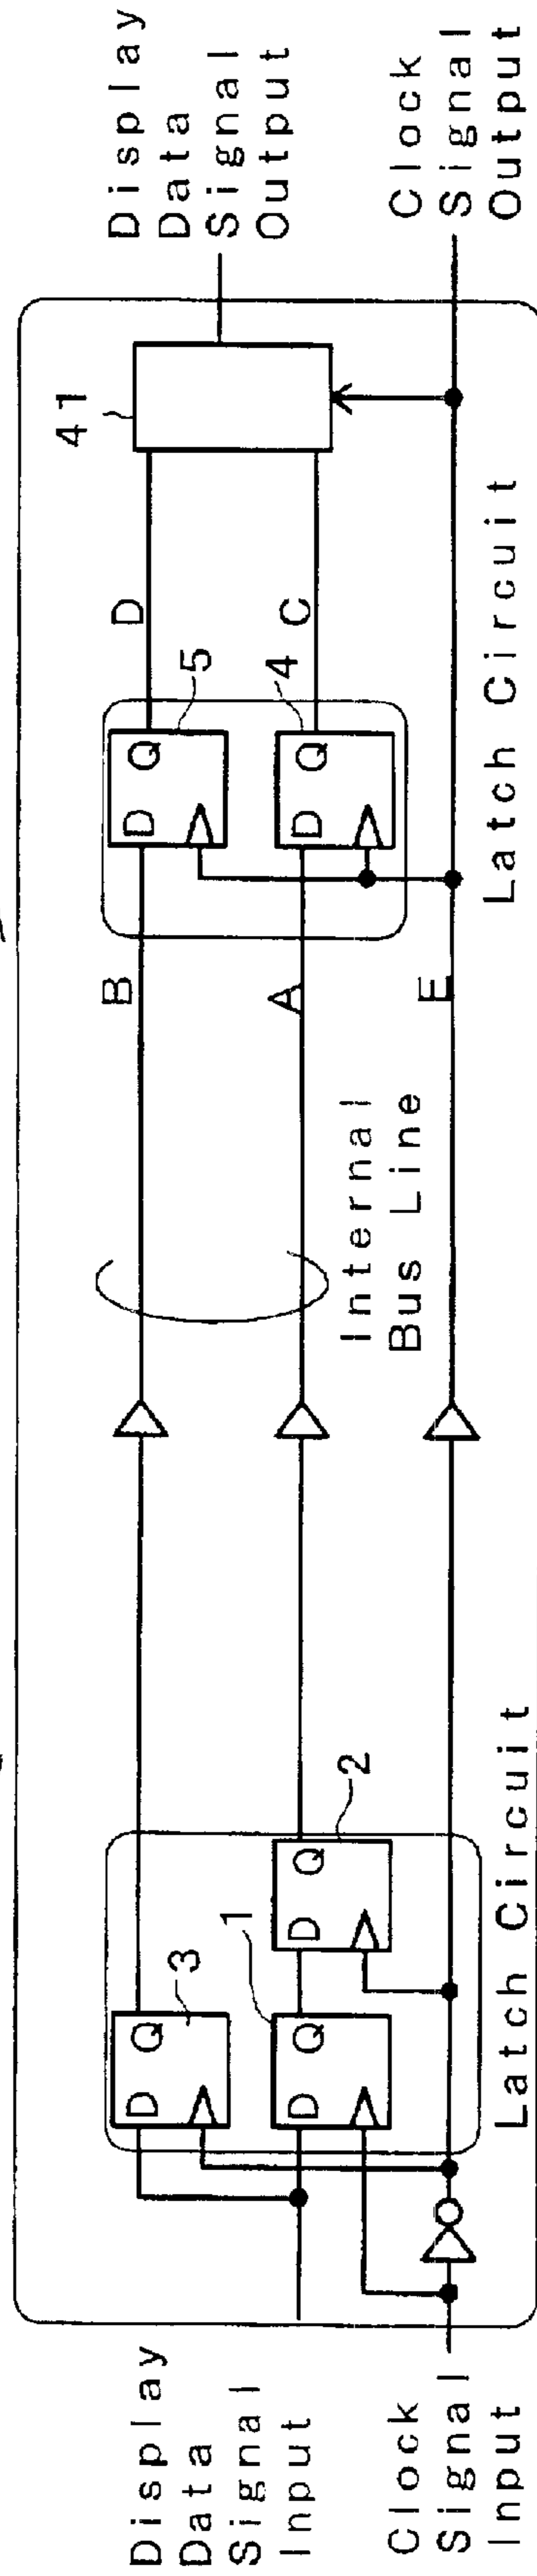 Display
Data
Signal
Input
Clock
Signal
Input
D Q
3
1
D Q
D Q
2
Latch Circuit
Internal
Bus Line
B
A
E
D Q
5
D Q
4
D
C
Latch Circuit
41
Display
Data
Signal
Output
Clock
Signal
Output